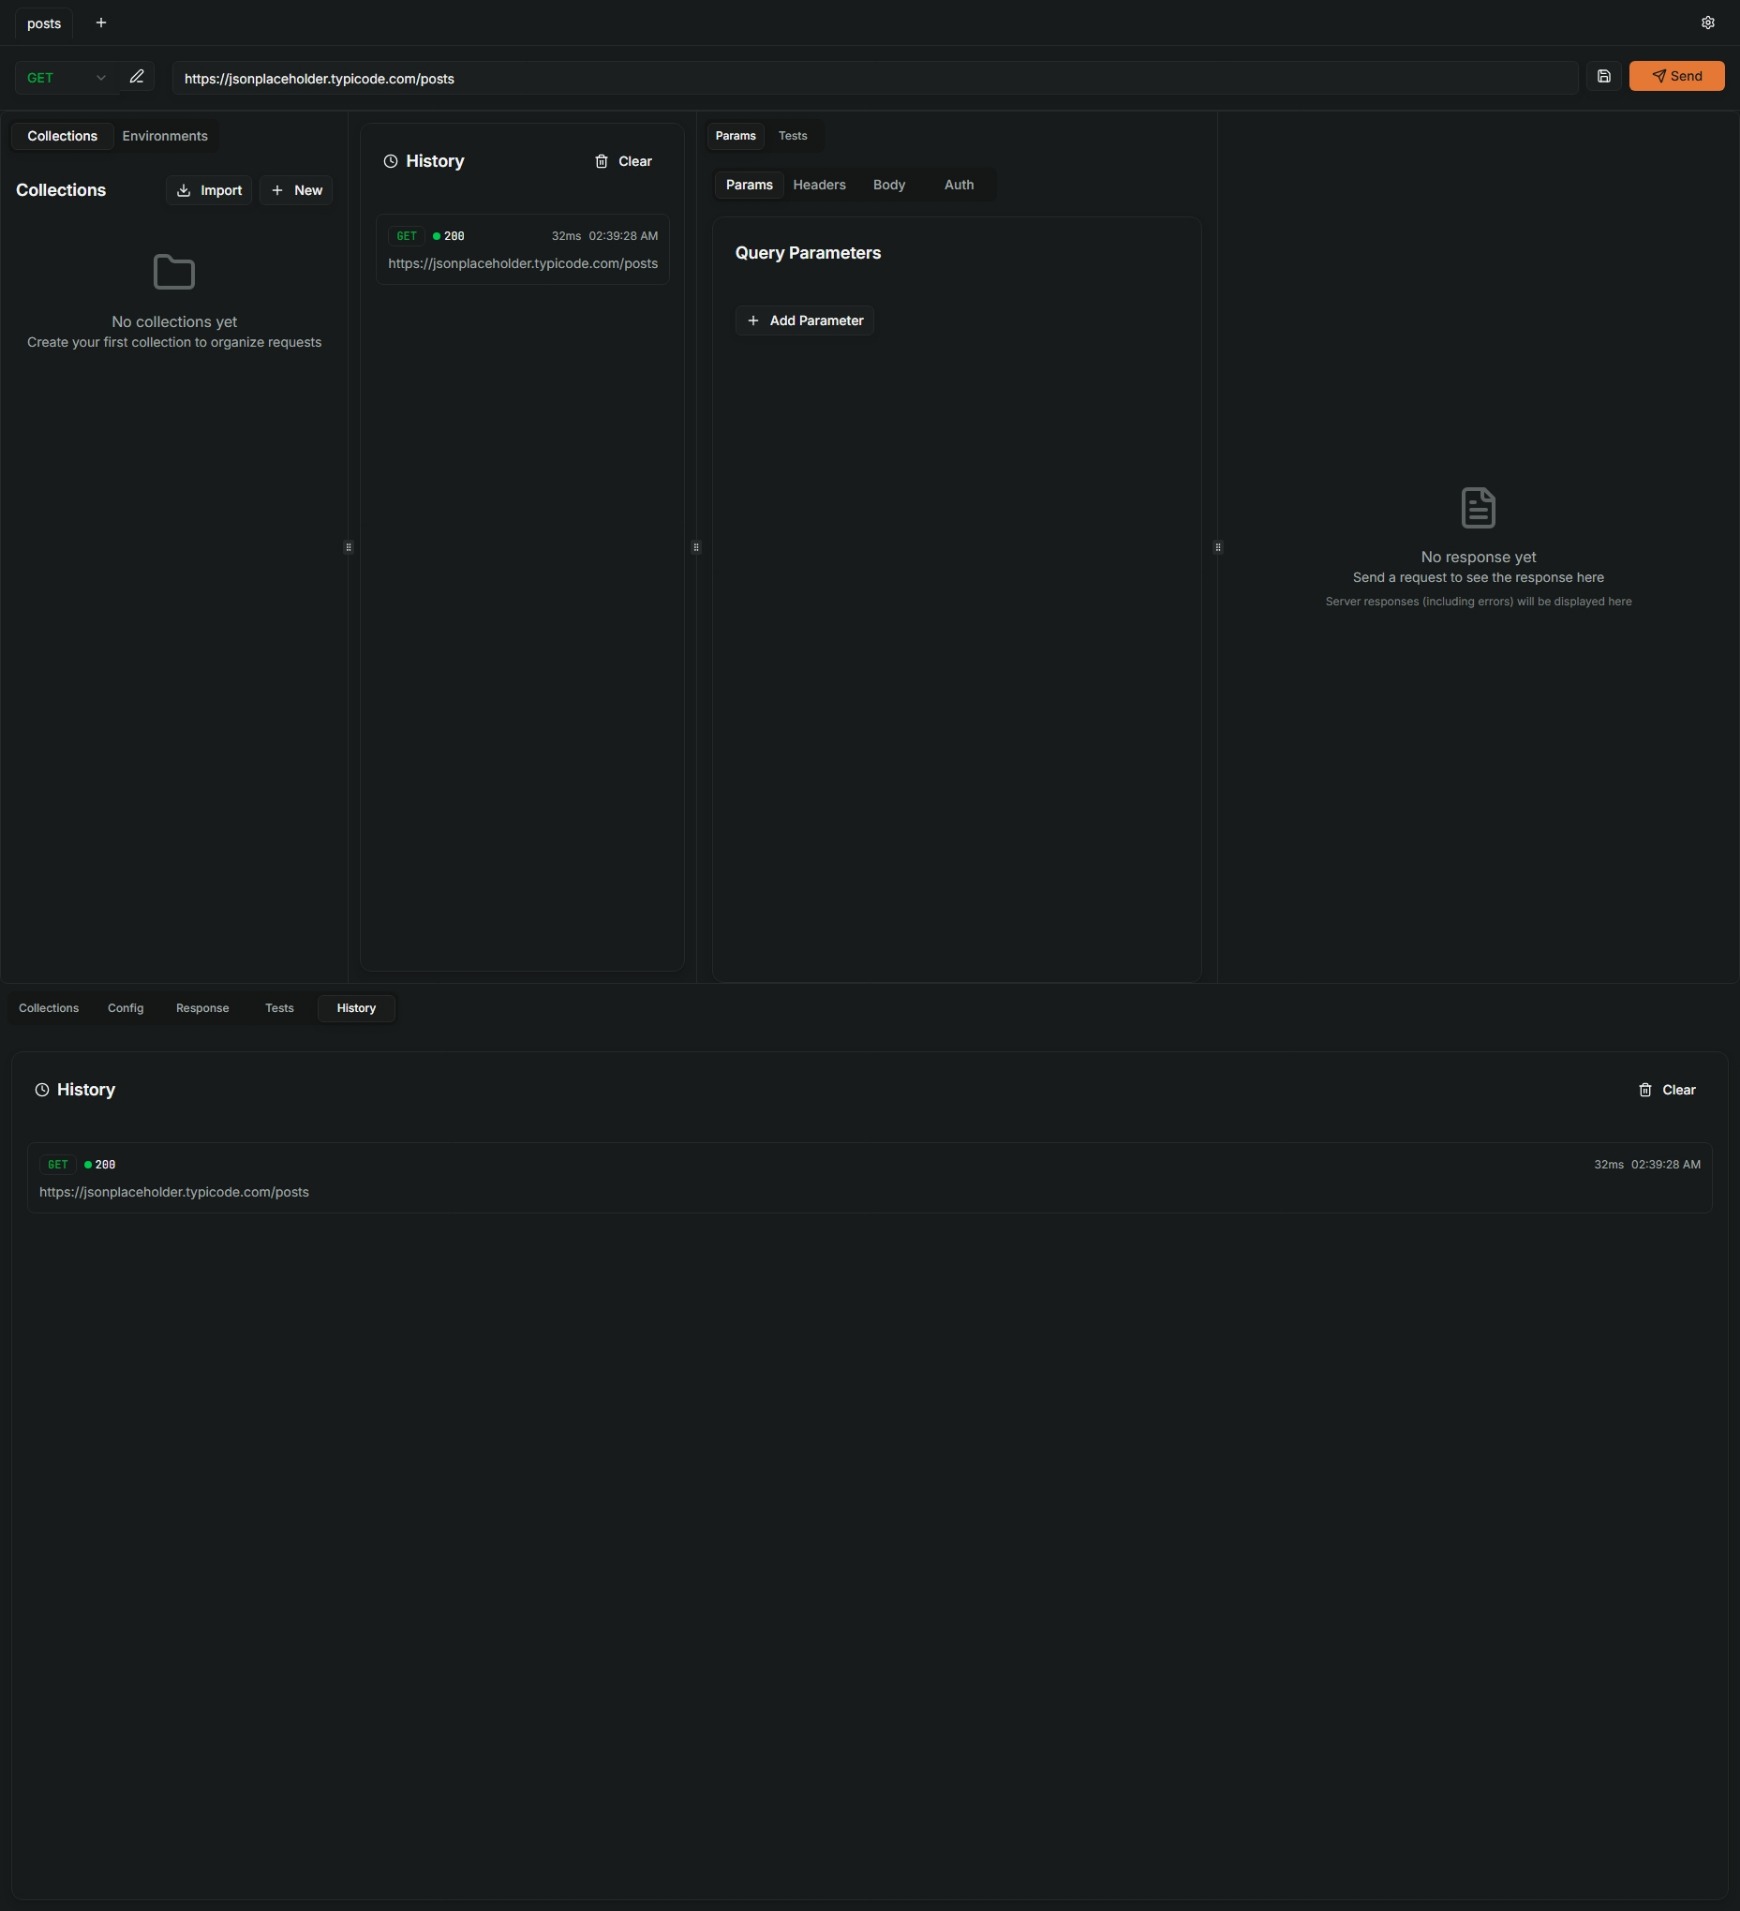 posts
GET
https://jsonplaceholder.typicode.com/posts
Send
Collections Environments
Collections
Import
New
No collections yet
Create your first collection to organize requests
History
Clear
GET 200 32ms 02:39:28 AM
https://jsonplaceholder.typicode.com/posts
Params Tests
Params Headers Body Auth
Query Parameters
Add Parameter
No response yet
Send a request to see the response here
Server responses (including errors) will be displayed here
Collections Config Response Tests History
History
Clear
GET 200 32ms 02:39:28 AM
https://jsonplaceholder.typicode.com/posts